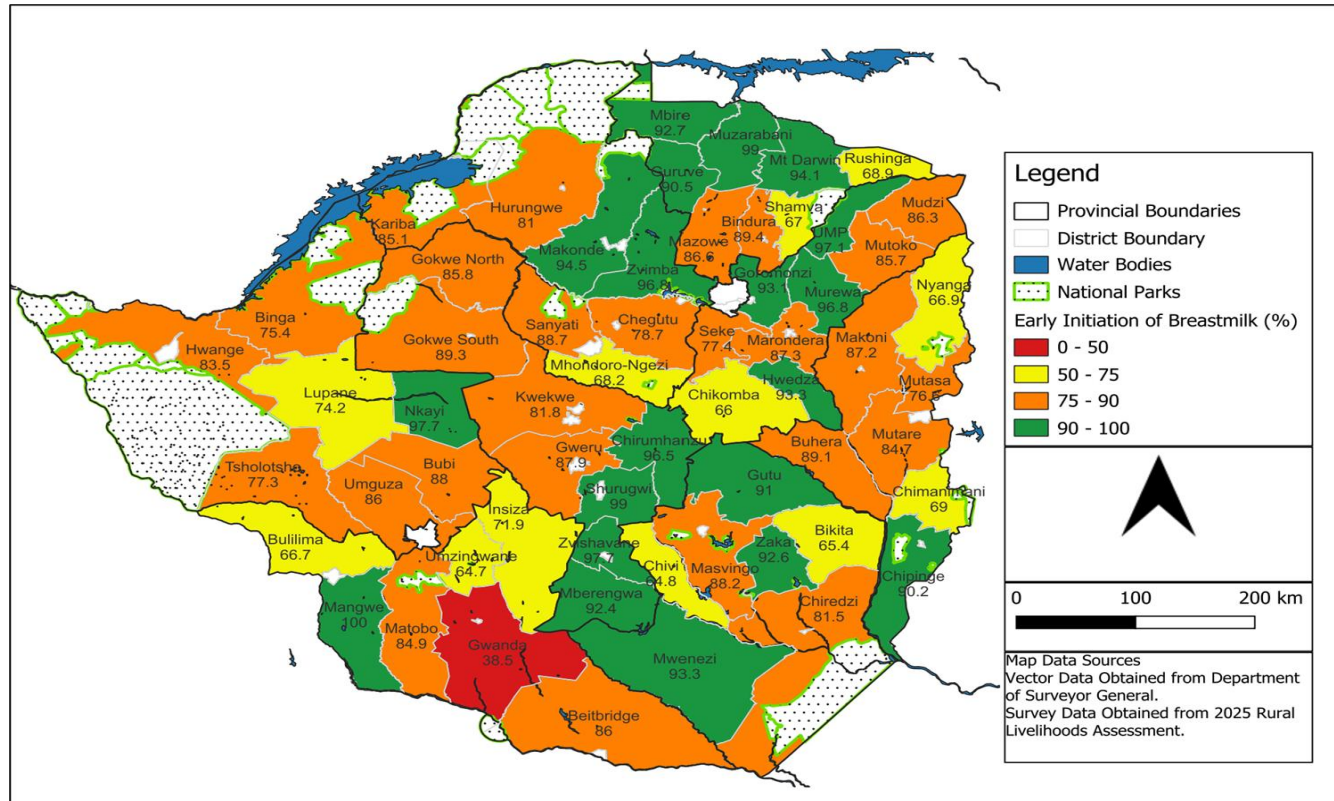 Mbire
92.7
Muzarabani
99
Mt Darwin
94.1
Rushinga
68.9
Guruve
90.5
Hurungwe
81
Kariba
85.1
Shamva
67
Bindura
89.4
Mazowe
86.6
UMP
97.1
Mudzi
86.3
Mutoko
85.7
Makonde
94.5
Zvimba
96.8
Goromonzi
93.1
Murewa
96.8
Nyanga
66.9
Gokwe North
85.8
Binga
75.4
Hwange
83.5
Gokwe South
89.3
Sanyati
88.7
Chegutu
78.7
Seke
77.4
Marondera
87.3
Makoni
87.2
Mutasa
Mhondoro-Ngezi
68.2
Lupane
74.2
Nkayi
97.7
Kwekwe
81.8
Chikomba
66
Hwedza
93.3
Chirumhanzu
96.5
Gweru
87.9
Buhera
89.1
Mutare
84.7
Tsholotsho
77.3
Umguza
86
Bubi
88
Shurugwi
99
Gutu
91
Chimanimani
69
Insiza
71.9
Bulilima
66.7
Umzingwane
64.7
Zvishavane
97.7
Chivi
64.8
Masvingo
88.2
Zaka
92.6
Bikita
65.4
Chipinge
90.2
Mangwe
100
Matobo
84.9
Gwanda
38.5
Mberengwa
92.4
Chiredzi
81.5
Mwenezi
93.3
Beitbridge
86
Legend
Provincial Boundaries
District Boundary
Water Bodies
National Parks
Early Initiation of Breastmilk (%)
0 - 50
50 - 75
75 - 90
90 - 100
0 100 200 km
Map Data Sources
Vector Data Obtained from Department
of Surveyor General.
Survey Data Obtained from 2025 Rural
Livelihoods Assessment.